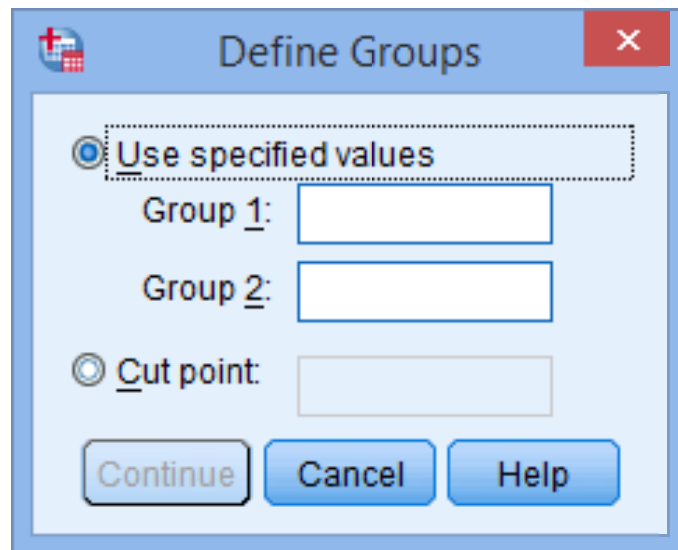 Define Groups
Use specified values
Group 1:
Group 2:
Cut point:
Continue Cancel Help